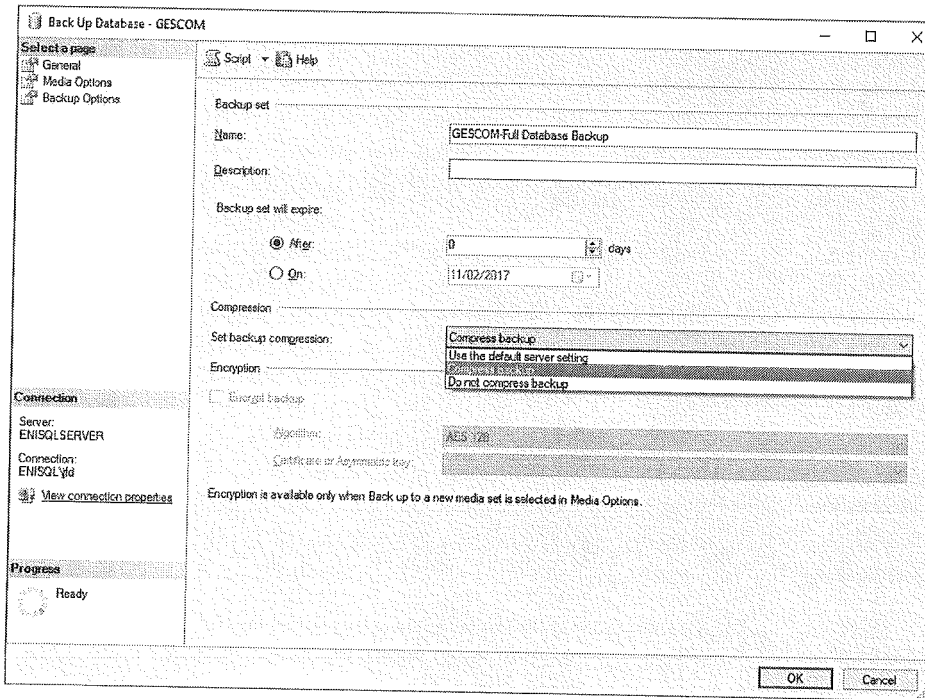 Back Up Database - GESCOM
Select a page
General
Media Options
Backup Options
Script Help
Backup set
Name: GESCOM-Full Database Backup
Description:
Backup set will expire:
After: 0 days
On: 11/02/2017
Compression
Set backup compression: Compress backup
Use the default server setting
Compress backup
Do not compress backup
Encryption
Encrypt backup
Algorithm: AES 128
Certificate or Asymmetric key:
Encryption is available only when Back up to a new media set is selected in Media Options.
Connection
Server:
ENISQLSERVER
Connection:
View connection properties
Progress
Ready
OK Cancel